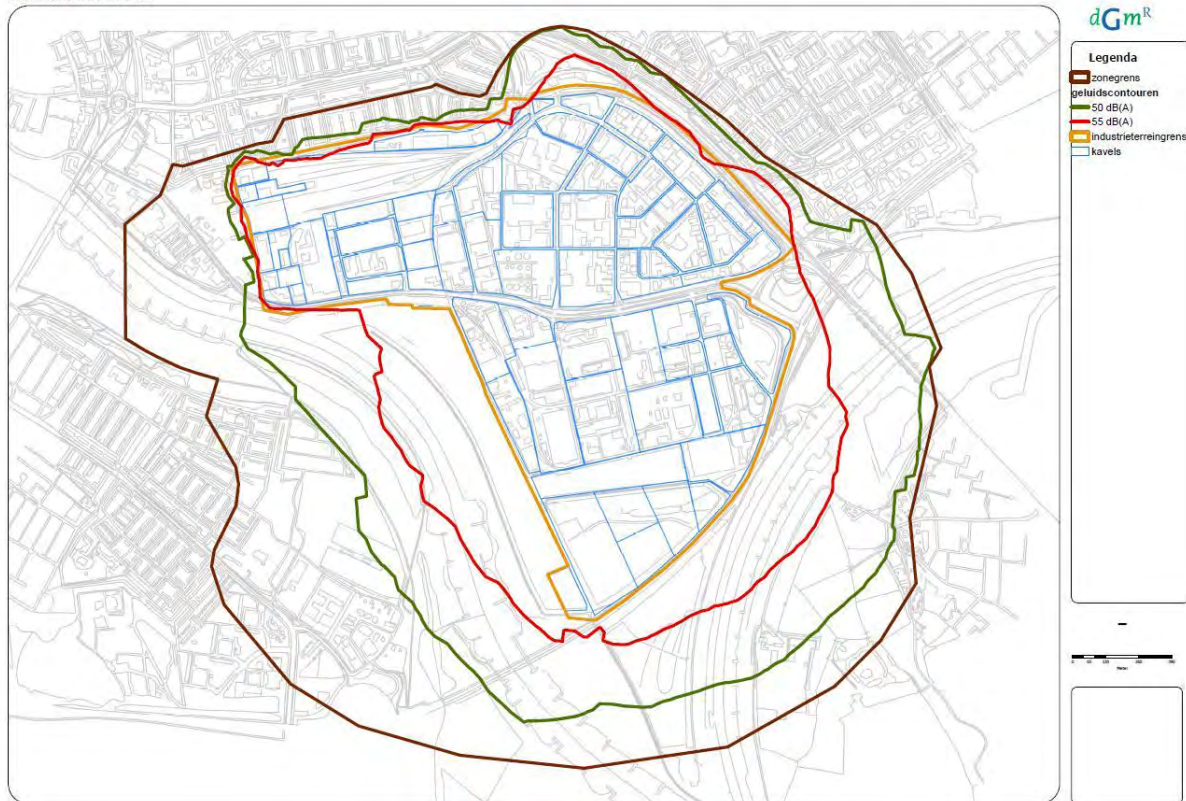 dGmR
Legenda
zonegrens
geluidscontouren
50 dB(A)
55 dB(A)
industrieterreingrens
kavels